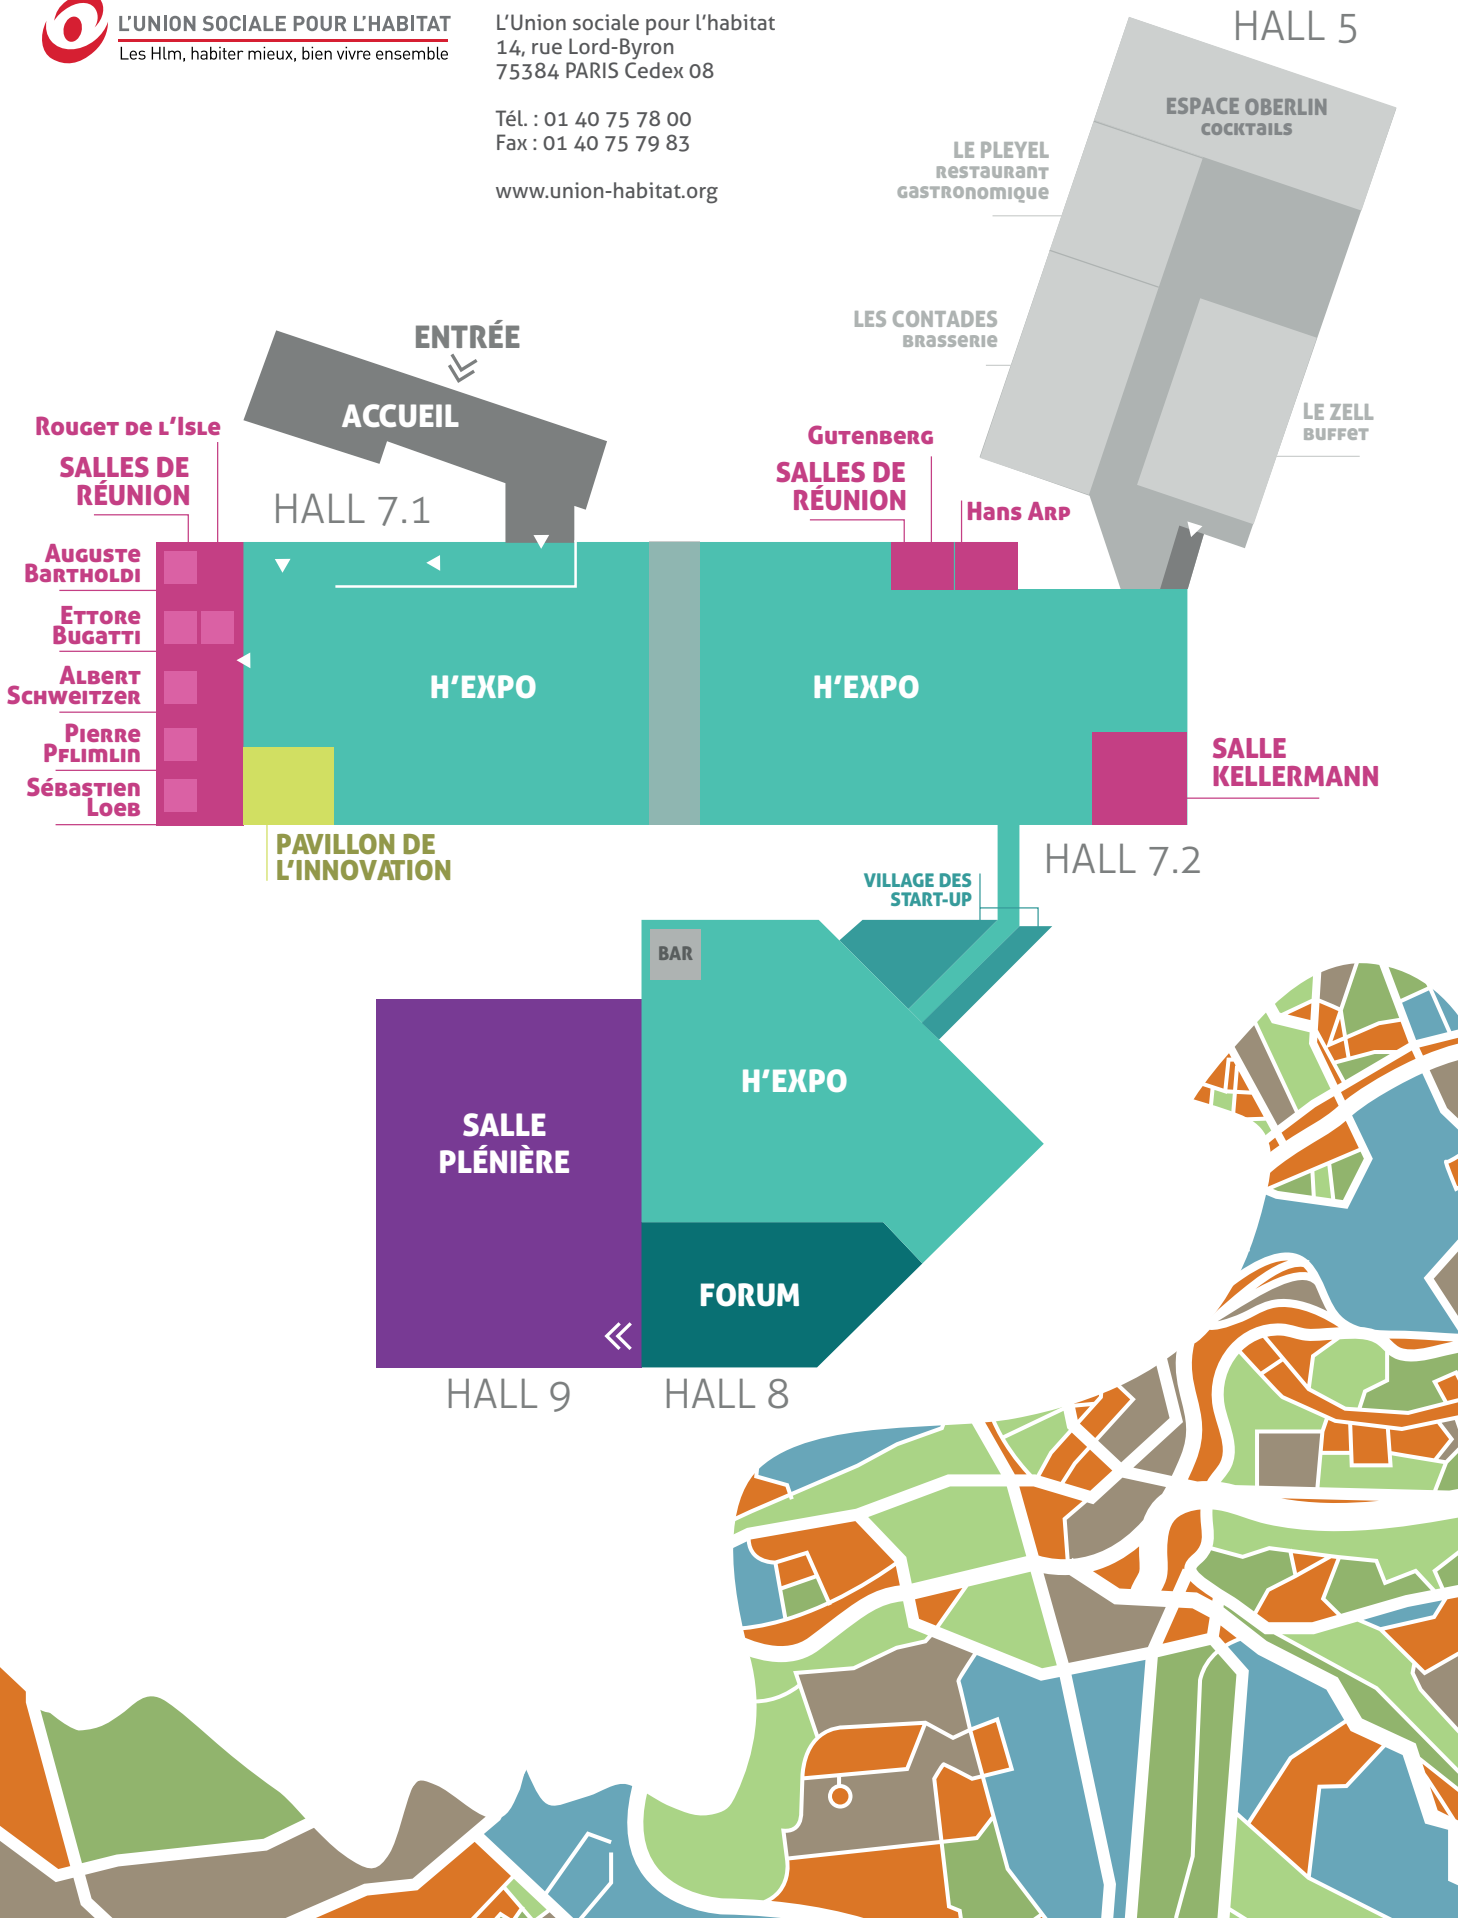 L'UNION SOCIALE POUR L'HABITAT
Les Hlm, habiter mieux, bien vivre ensemble
L'Union sociale pour l'habitat
14, rue Lord-Byron
75384 PARIS Cedex 08
Tél. : 01 40 75 78 00
Fax : 01 40 75 79 83
www.union-habitat.org
HALL 5
ESPACE OBERLIN
COCKTAILS
LE PLEYEL
RESTAURANT
GASTRONOMIQUE
LES CONTADES
BRASSERIE
LE ZELL
BUFFET
ENTRÉE
ACCUEIL
ROUGET DE L'ISLE
SALLES DE
RÉUNION
HALL 7.1
GUTENBERG
SALLES DE
RÉUNION
HANS ARP
AUGUSTE
BARTHOLDI
ETTORE
BUGATTI
ALBERT
SCHWEITZER
PIERRE
PFLIMLIN
SÉBASTIEN
LOEB
H'EXPO
H'EXPO
SALLE
KELLERMANN
PAVILLON DE
L'INNOVATION
HALL 7.2
VILLAGE DES
START-UP
BAR
H'EXPO
SALLE
PLÉNIÈRE
FORUM
HALL 9
HALL 8